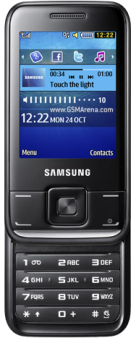 12:22
SAMSUNG
00:34
01:00
Touch the light
10
www.GSMArena.com
12:22 MON 24 OCT
Menu
Contacts
SAMSUNG
1
2 ABC
3 DEF
4 GHI
5 JKL
6 MNO
7 PQRS
8 TUV
9 WXYZ
* 
0 +
#